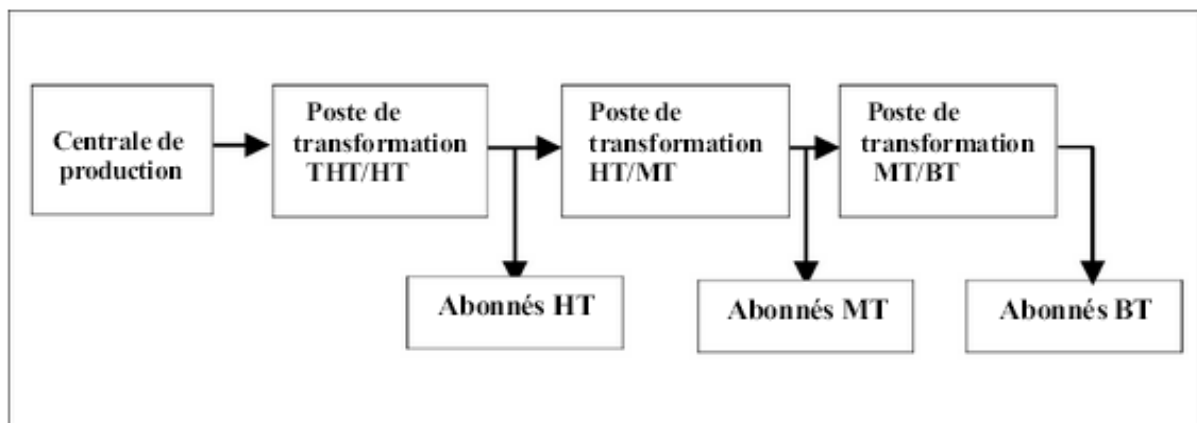 Centrale de
production
Poste de
transformation
THT/HT
Poste de
transformation
HT/MT
Poste de
transformation
MT/BT
Abonnés HT
Abonnés MT
Abonnés BT